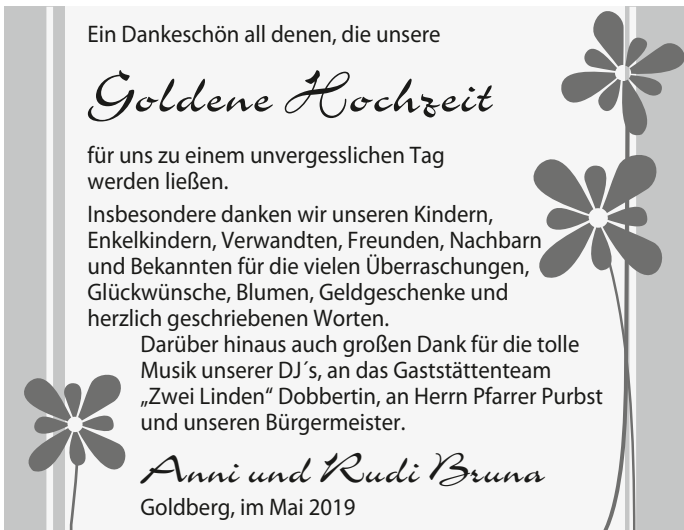 Ein Dankeschön all denen, die unsere
Goldene Hochzeit
für uns zu einem unvergesslichen Tag
werden ließen.
Insbesondere danken wir unseren Kindern,
Enkelkindern, Verwandten, Freunden, Nachbarn
und Bekannten für die vielen Überraschungen,
Glückwünsche, Blumen, Geldgeschenke und
herzlich geschriebenen Worten.
Darüber hinaus auch großen Dank für die tolle
Musik unserer DJ´s, an das Gaststättenteam
„Zwei Linden“ Dobbertin, an Herrn Pfarrer Purbst
und unseren Bürgermeister.
Anni und Rudi Bruna
Goldberg, im Mai 2019